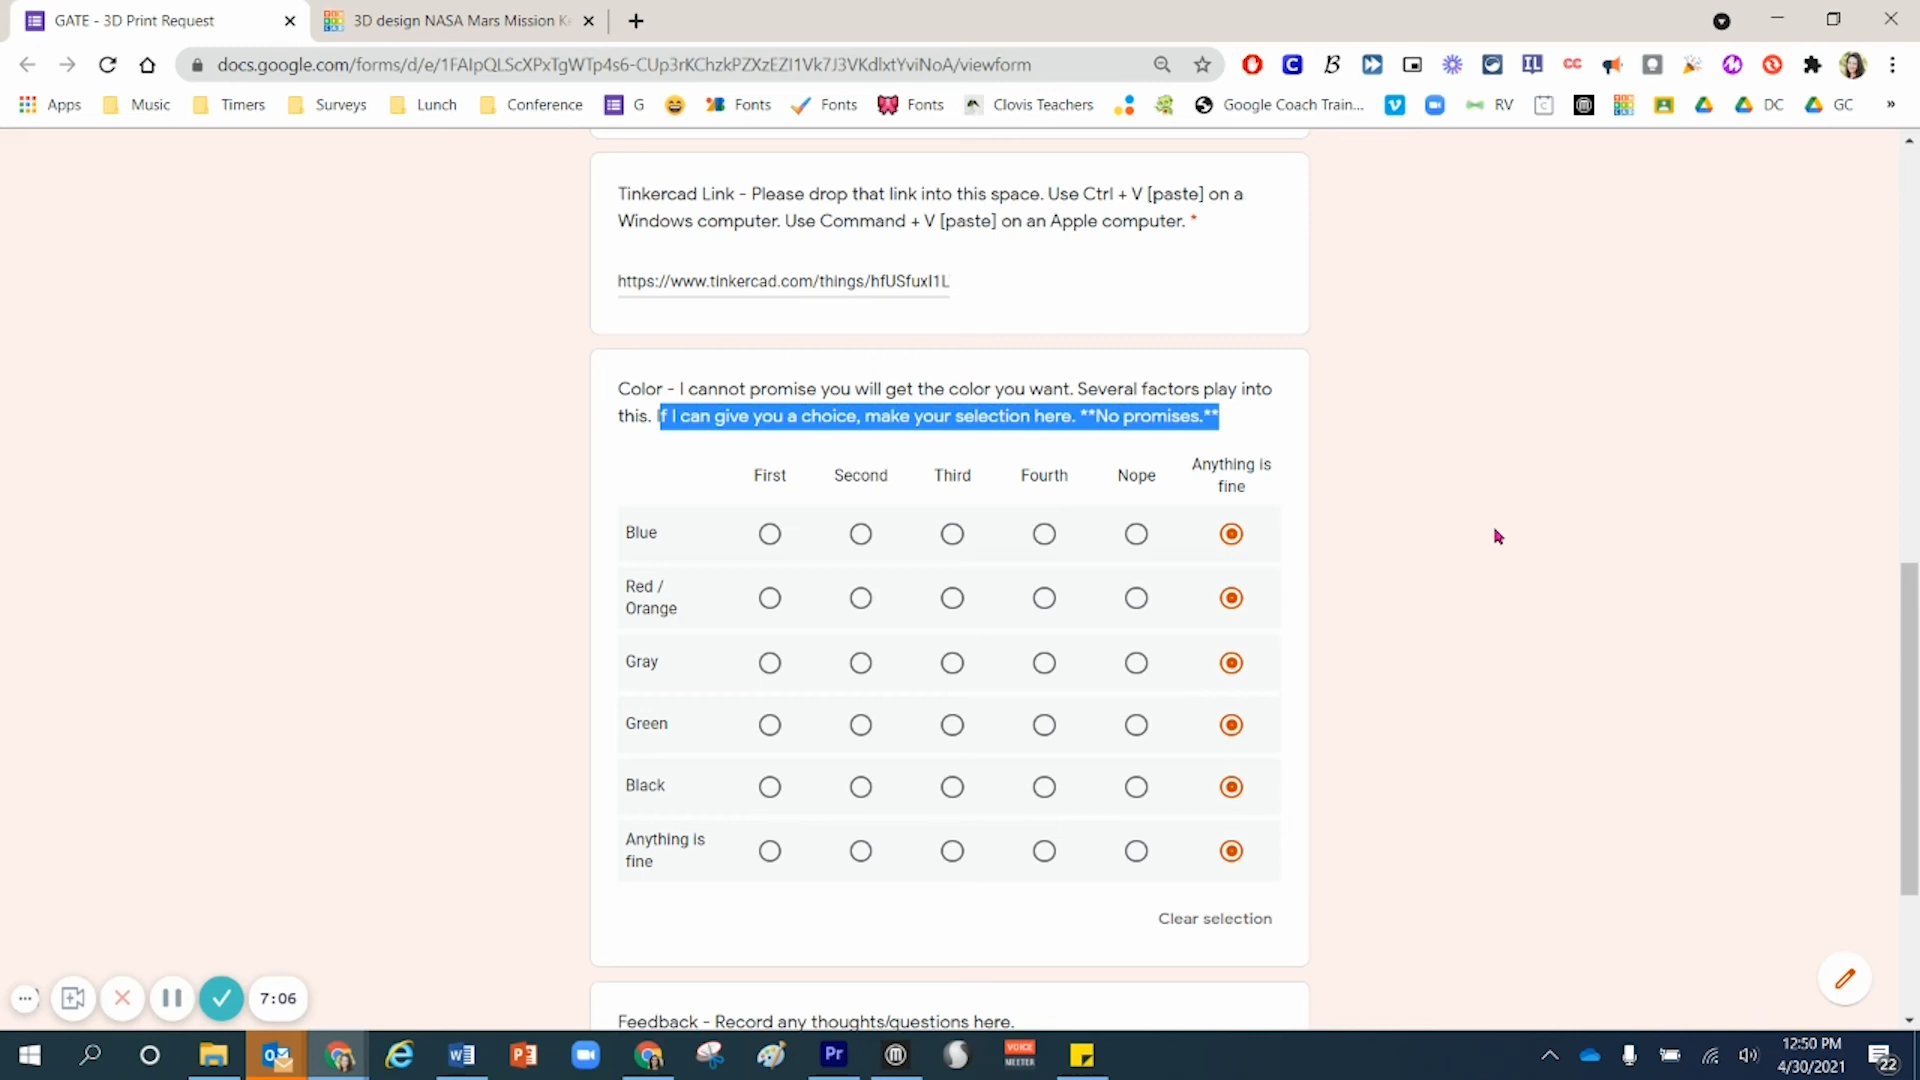 GATE - 3D Print Request
3D design NASA Mars Mission
docs.google.com/forms/d/e/1FAIpQLScXPxTgWTp4s6-CUp3rKChzkPZXzEZI1Vk7J3VKdlxtYviNoA/viewform
Apps Music Timers Surveys Lunch Conference G Fonts Fonts Fonts Clovis Teachers Google Coach Train... RV DC GC »
Tinkercad Link - Please drop that link into this space. Use Ctrl + V [paste] on a
Windows computer. Use Command + V [paste] on an Apple computer. *
https://www.tinkercad.com/things/hfUSfuxI1L
Color - I cannot promise you will get the color you want. Several factors play into
this. If I can give you a choice, make your selection here. **No promises.**
First Second Third Fourth Nope Anything is
fine
Blue
Red /
Orange
Gray
Green
Black
Anything is
fine
Clear selection
7:06
Feedback - Record any thoughts/questions here.
VOICE
MEETER
12:50 PM
4/30/2021
22